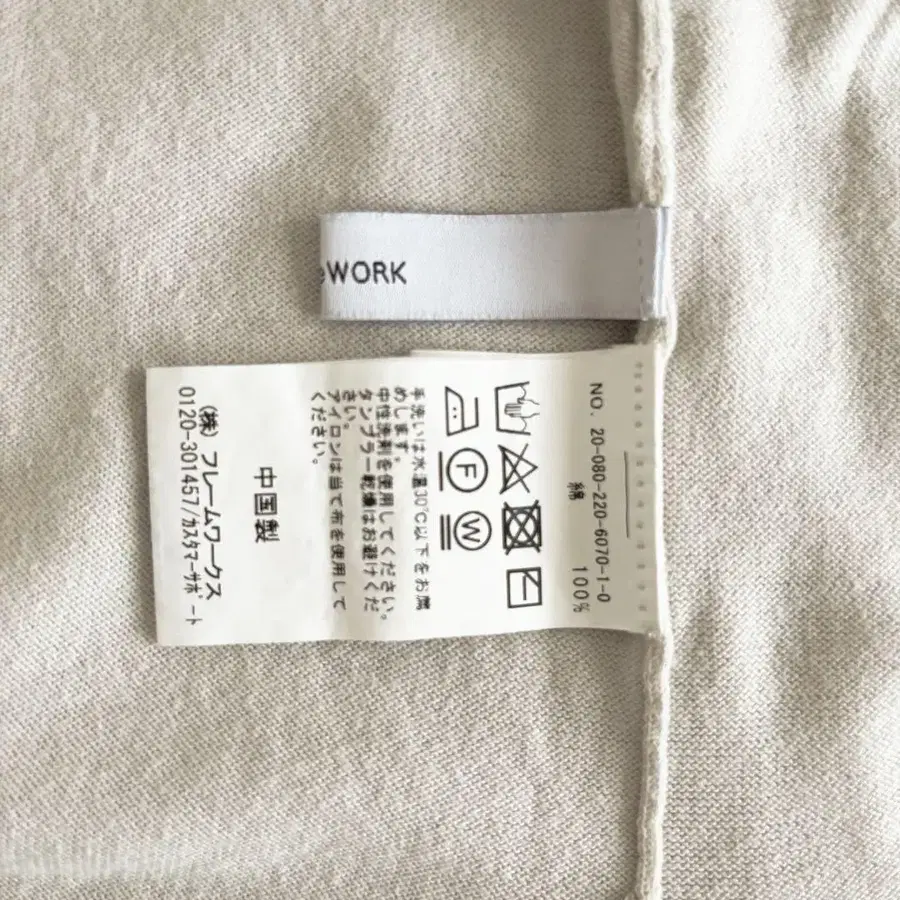 eWORK
NO. 20-080-220-6070-1-0
綿 100%
F W
手洗いは水温30℃以下をお薦
めします。
中性洗剤を使用してください。
タンブラー乾燥はお避けくだ
さい。
アイロンは当て布を使用して
ください。
中国製
(株) フレームワークス
0120-301457/カスタマーサポート